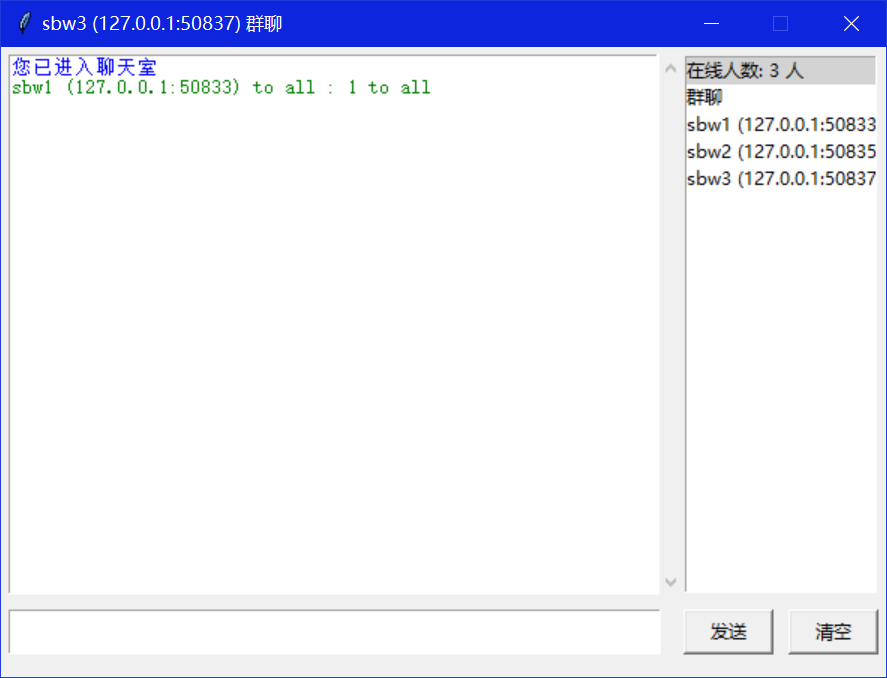 sbw3 (127.0.0.1:50837) 群聊
您已进入聊天室
sbw1 (127.0.0.1:50833) to all : 1 to all
在线人数: 3 人
群聊
sbw1 (127.0.0.1:50833
sbw2 (127.0.0.1:50835
sbw3 (127.0.0.1:50837
发送
清空